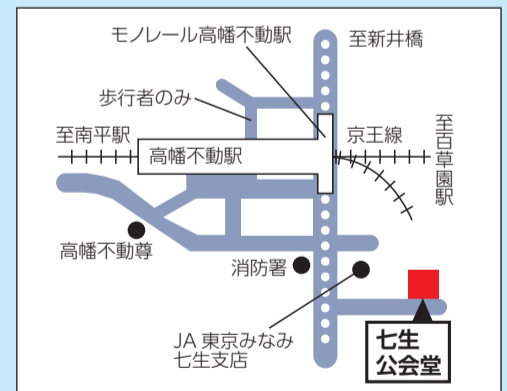 モノレール高幡不動駅
至新井橋
歩行者のみ
至南平駅
高幡不動駅
京王線
至百草園駅
高幡不動尊
消防署
JA東京みなみ
七生支店
七生
公会堂